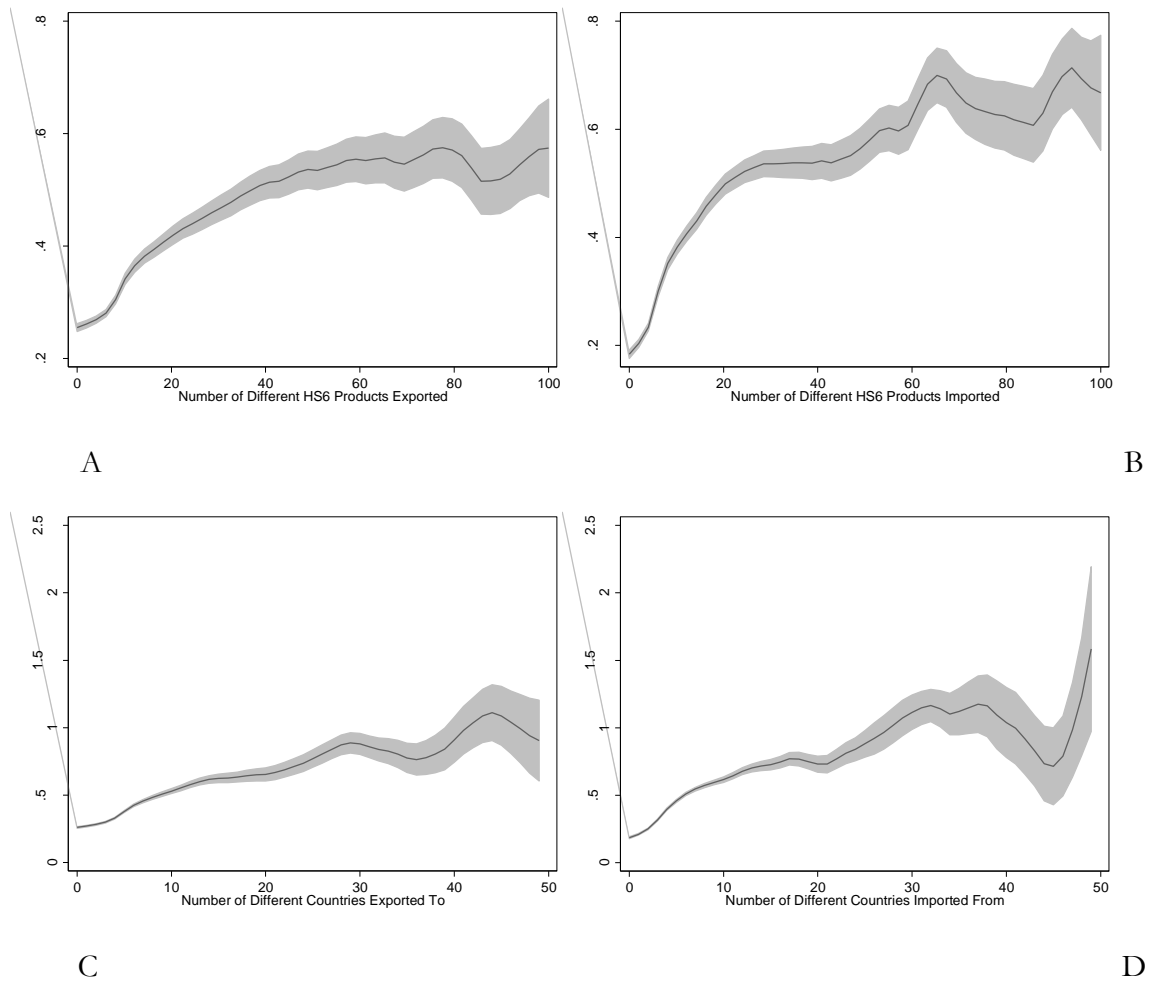 .8
.6
.4
.2
0 20 40 60 80 100
Number of Different HS6 Products Exported
A
.8
.6
.4
.2
0 20 40 60 80 100
Number of Different HS6 Products Imported
B
2.5
2
1.5
1
.5
0
0 10 20 30 40 50
Number of Different Countries Exported To
C
2.5
2
1.5
1
.5
0
0 10 20 30 40 50
Number of Different Countries Imported From
D